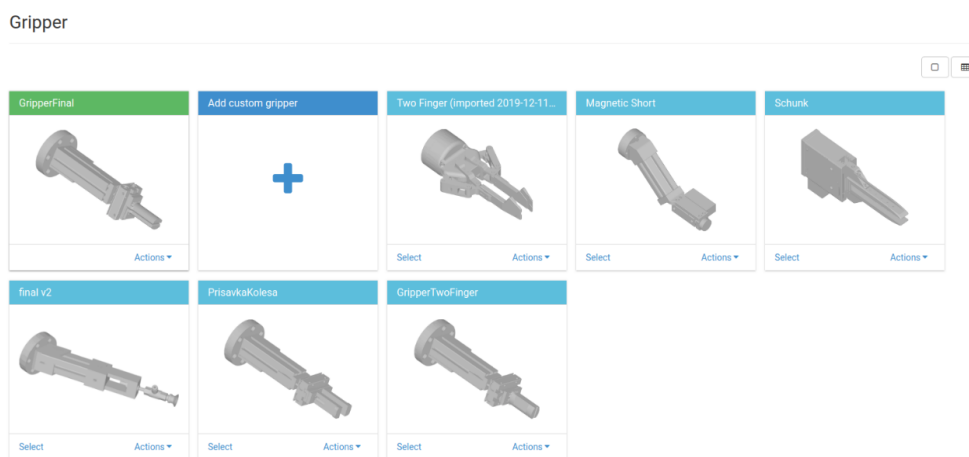 Gripper
GripperFinal
Add custom gripper
Two Finger (imported 2019-12-11...
Magnetic Short
Schunk
Actions
Select Actions
Select Actions
Select Actions
final v2
PrisavkaKolesa
GripperTwoFinger
Select Actions
Select Actions
Select Actions